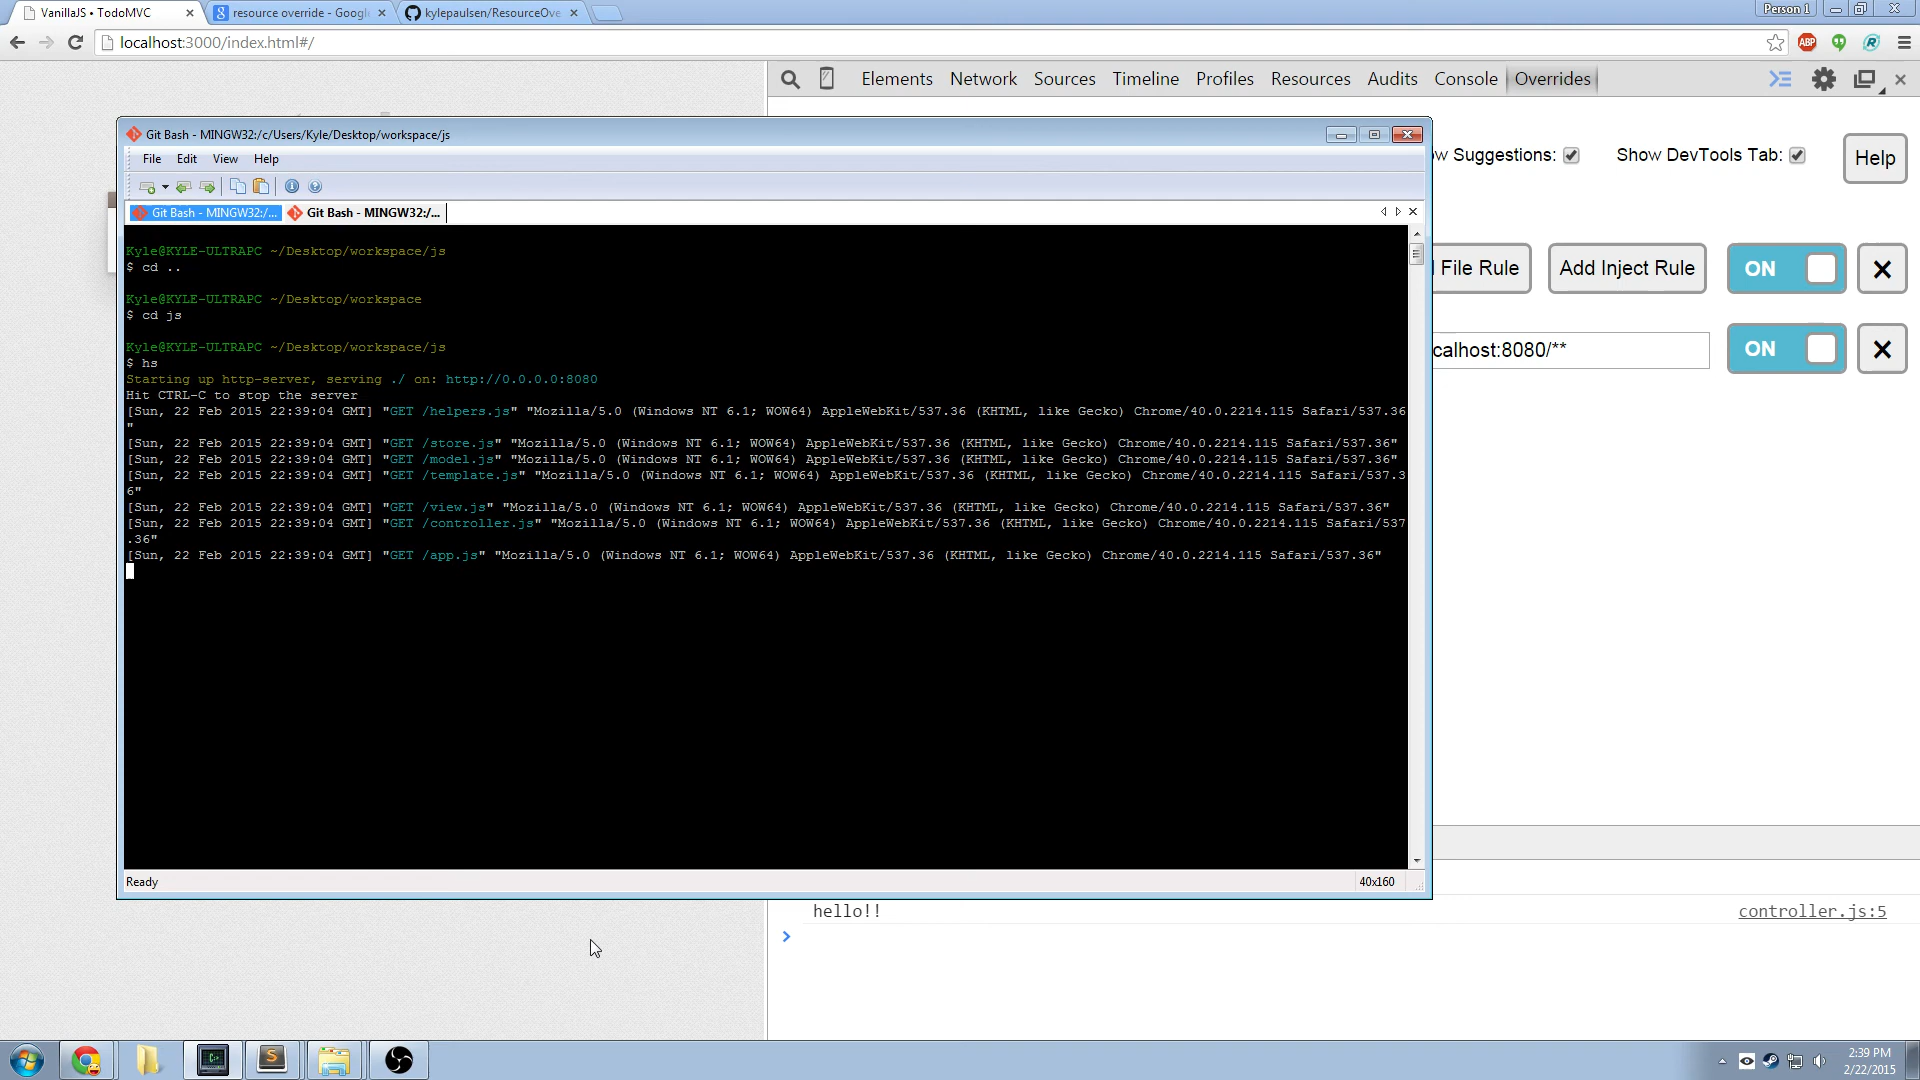 VanillaJS • TodoMVC
resource override - Google
kylepaulsen/ResourceOve
Person 1
localhost:3000/index.html#/
ABP
Elements Network Sources Timeline Profiles Resources Audits Console Overrides
Git Bash - MINGW32:/c/Users/Kyle/Desktop/workspace/js
File Edit View Help
Suggestions: Show DevTools Tab: Help
Git Bash - MINGW32:/... Git Bash - MINGW32:/...
File Rule Add Inject Rule ON
calhost:8080/** ON
Kyle@KYLE-ULTRAPC ~/Desktop/workspace/js
$ cd ..
Kyle@KYLE-ULTRAPC ~/Desktop/workspace
$ cd js
Kyle@KYLE-ULTRAPC ~/Desktop/workspace/js
$ hs
Starting up http-server, serving ./ on: http://0.0.0.0:8080
Hit CTRL-C to stop the server
[Sun, 22 Feb 2015 22:39:04 GMT] "GET /helpers.js" "Mozilla/5.0 (Windows NT 6.1; WOW64) AppleWebKit/537.36 (KHTML, like Gecko) Chrome/40.0.2214.115 Safari/537.36
"
[Sun, 22 Feb 2015 22:39:04 GMT] "GET /store.js" "Mozilla/5.0 (Windows NT 6.1; WOW64) AppleWebKit/537.36 (KHTML, like Gecko) Chrome/40.0.2214.115 Safari/537.36"
[Sun, 22 Feb 2015 22:39:04 GMT] "GET /model.js" "Mozilla/5.0 (Windows NT 6.1; WOW64) AppleWebKit/537.36 (KHTML, like Gecko) Chrome/40.0.2214.115 Safari/537.36"
[Sun, 22 Feb 2015 22:39:04 GMT] "GET /template.js" "Mozilla/5.0 (Windows NT 6.1; WOW64) AppleWebKit/537.36 (KHTML, like Gecko) Chrome/40.0.2214.115 Safari/537.3
6"
[Sun, 22 Feb 2015 22:39:04 GMT] "GET /view.js" "Mozilla/5.0 (Windows NT 6.1; WOW64) AppleWebKit/537.36 (KHTML, like Gecko) Chrome/40.0.2214.115 Safari/537.36"
[Sun, 22 Feb 2015 22:39:04 GMT] "GET /controller.js" "Mozilla/5.0 (Windows NT 6.1; WOW64) AppleWebKit/537.36 (KHTML, like Gecko) Chrome/40.0.2214.115 Safari/537
.36"
[Sun, 22 Feb 2015 22:39:04 GMT] "GET /app.js" "Mozilla/5.0 (Windows NT 6.1; WOW64) AppleWebKit/537.36 (KHTML, like Gecko) Chrome/40.0.2214.115 Safari/537.36"
Ready 40x160
hello!! controller.js:5
2:39 PM
2/22/2015